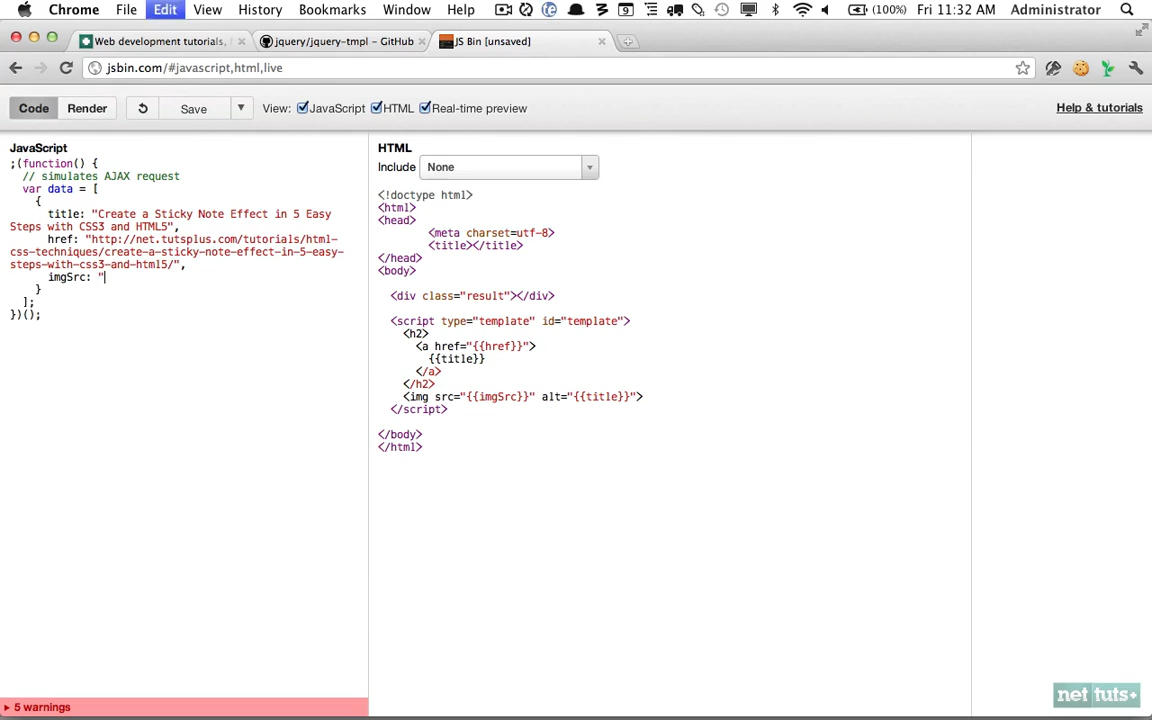 Chrome File Edit View History Bookmarks Window Help 9 (100%) Fri 11:32 AM Administrator
Web development tutorials, jquery/jquery-tmpl – GitHub JS Bin [unsaved]
jsbin.com/#javascript,html,live
Code Render Save View: JavaScript HTML Real-time preview Help & tutorials
JavaScript
;(function() {
// simulates AJAX request
var data = [
{
title: "Create a Sticky Note Effect in 5 Easy
Steps with CSS3 and HTML5",
href: "http://net.tutsplus.com/tutorials/html-
css-techniques/create-a-sticky-note-effect-in-5-easy-
steps-with-css3-and-html5/",
imgSrc: "
}
];
})();
5 warnings
HTML
Include None
<!doctype html>
<html>
<head>
<meta charset=utf-8>
<title></title>
</head>
<body>
<div class="result"></div>
<script type="template" id="template">
<h2>
<a href="{{href}}">
{{title}}
</a>
</h2>
<img src="{{imgSrc}}" alt="{{title}}">
</script>
</body>
</html>
net tuts+